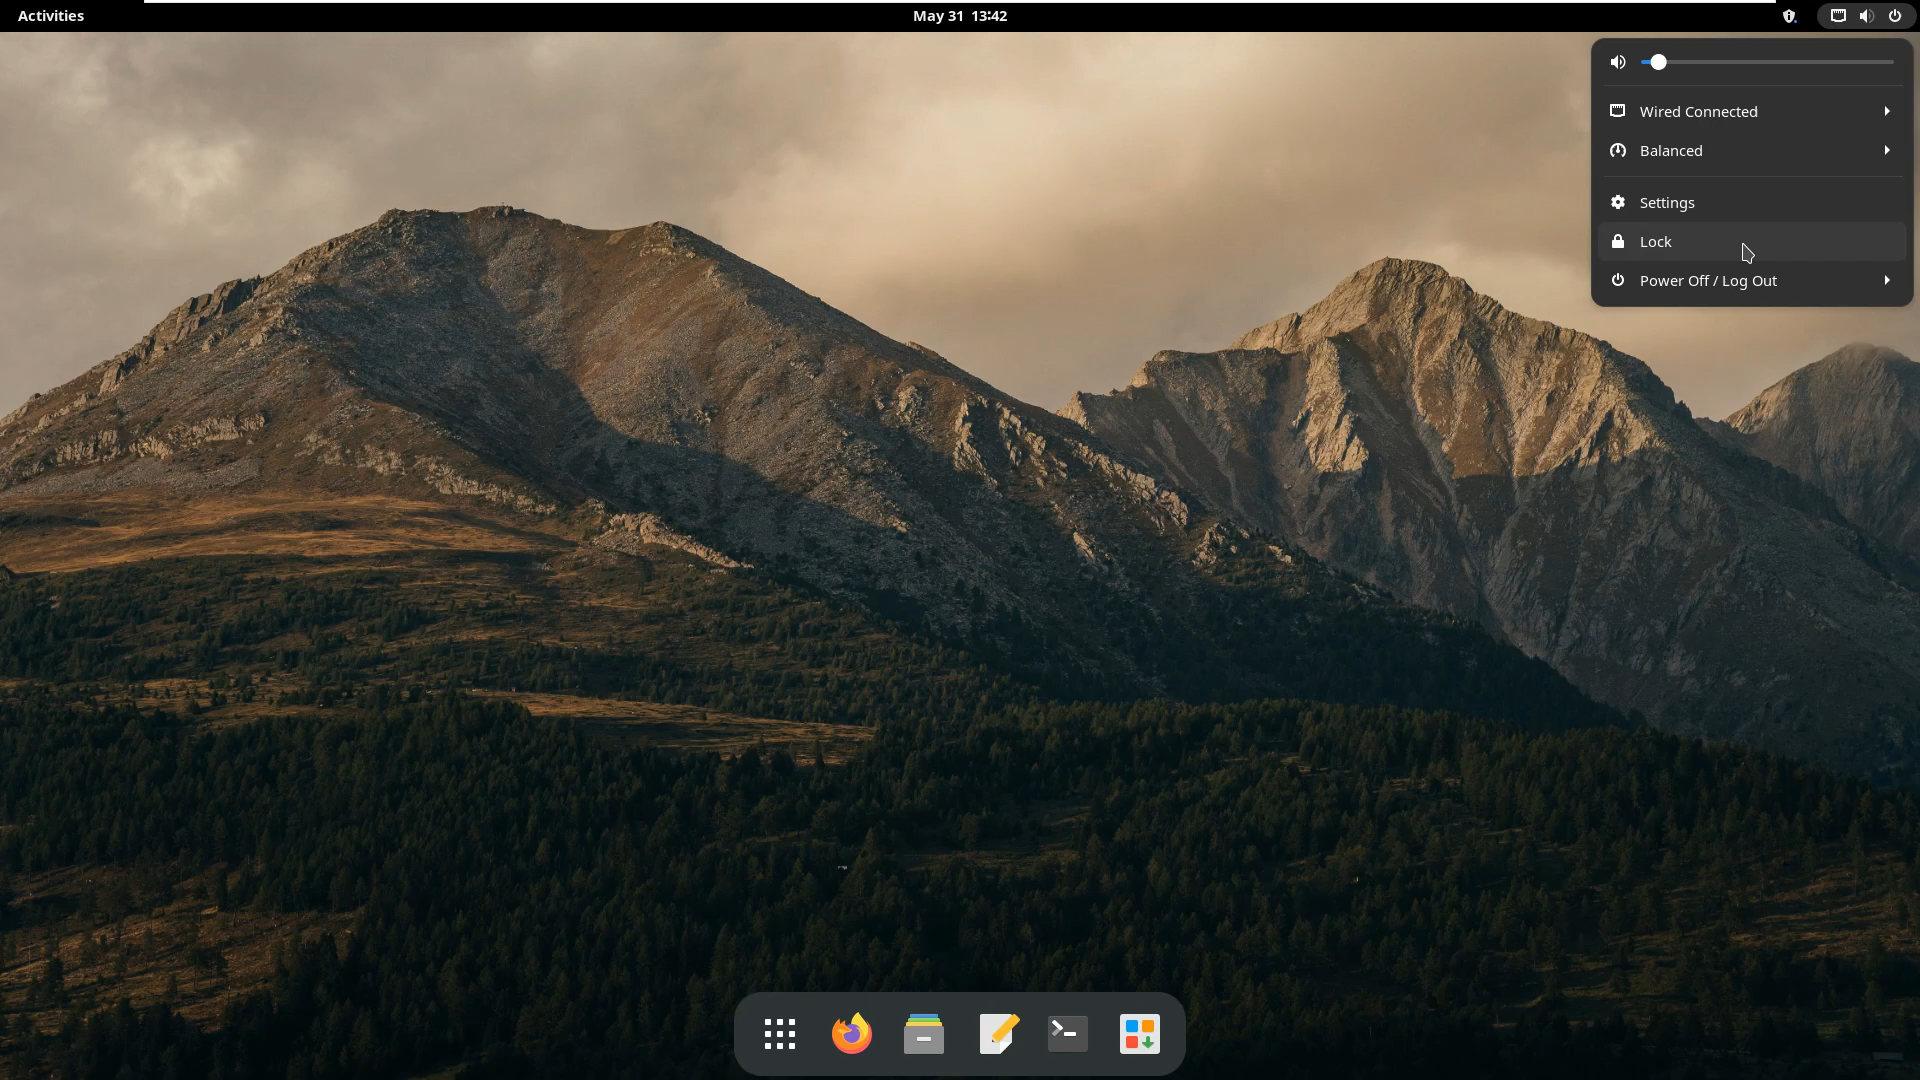 Activities
May 31 13:42
Wired Connected
Balanced
Settings
Lock
Power Off / Log Out